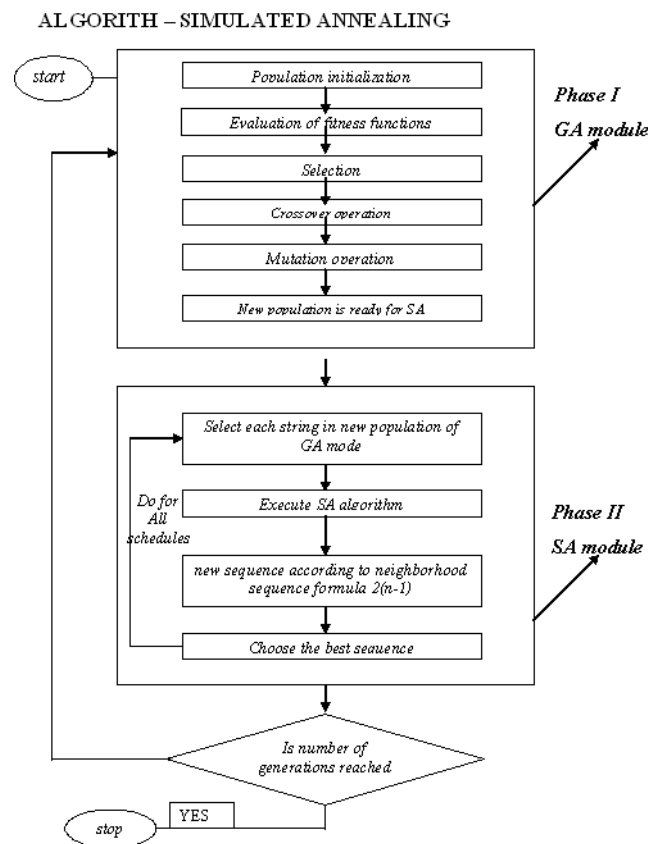 ALGORITH – SIMULATED ANNEALING
start
Population initialization
Evaluation of fitness functions
Selection
Crossover operation
Mutation operation
New population is ready for SA
Phase I
GA module
Select each string in new population of
GA mode
Execute SA algorithm
new sequence according to neighborhood
sequence formula 2(n-1)
Choose the best sequence
Do for
All
schedules
Phase II
SA module
Is number of
generations reached
YES
stop